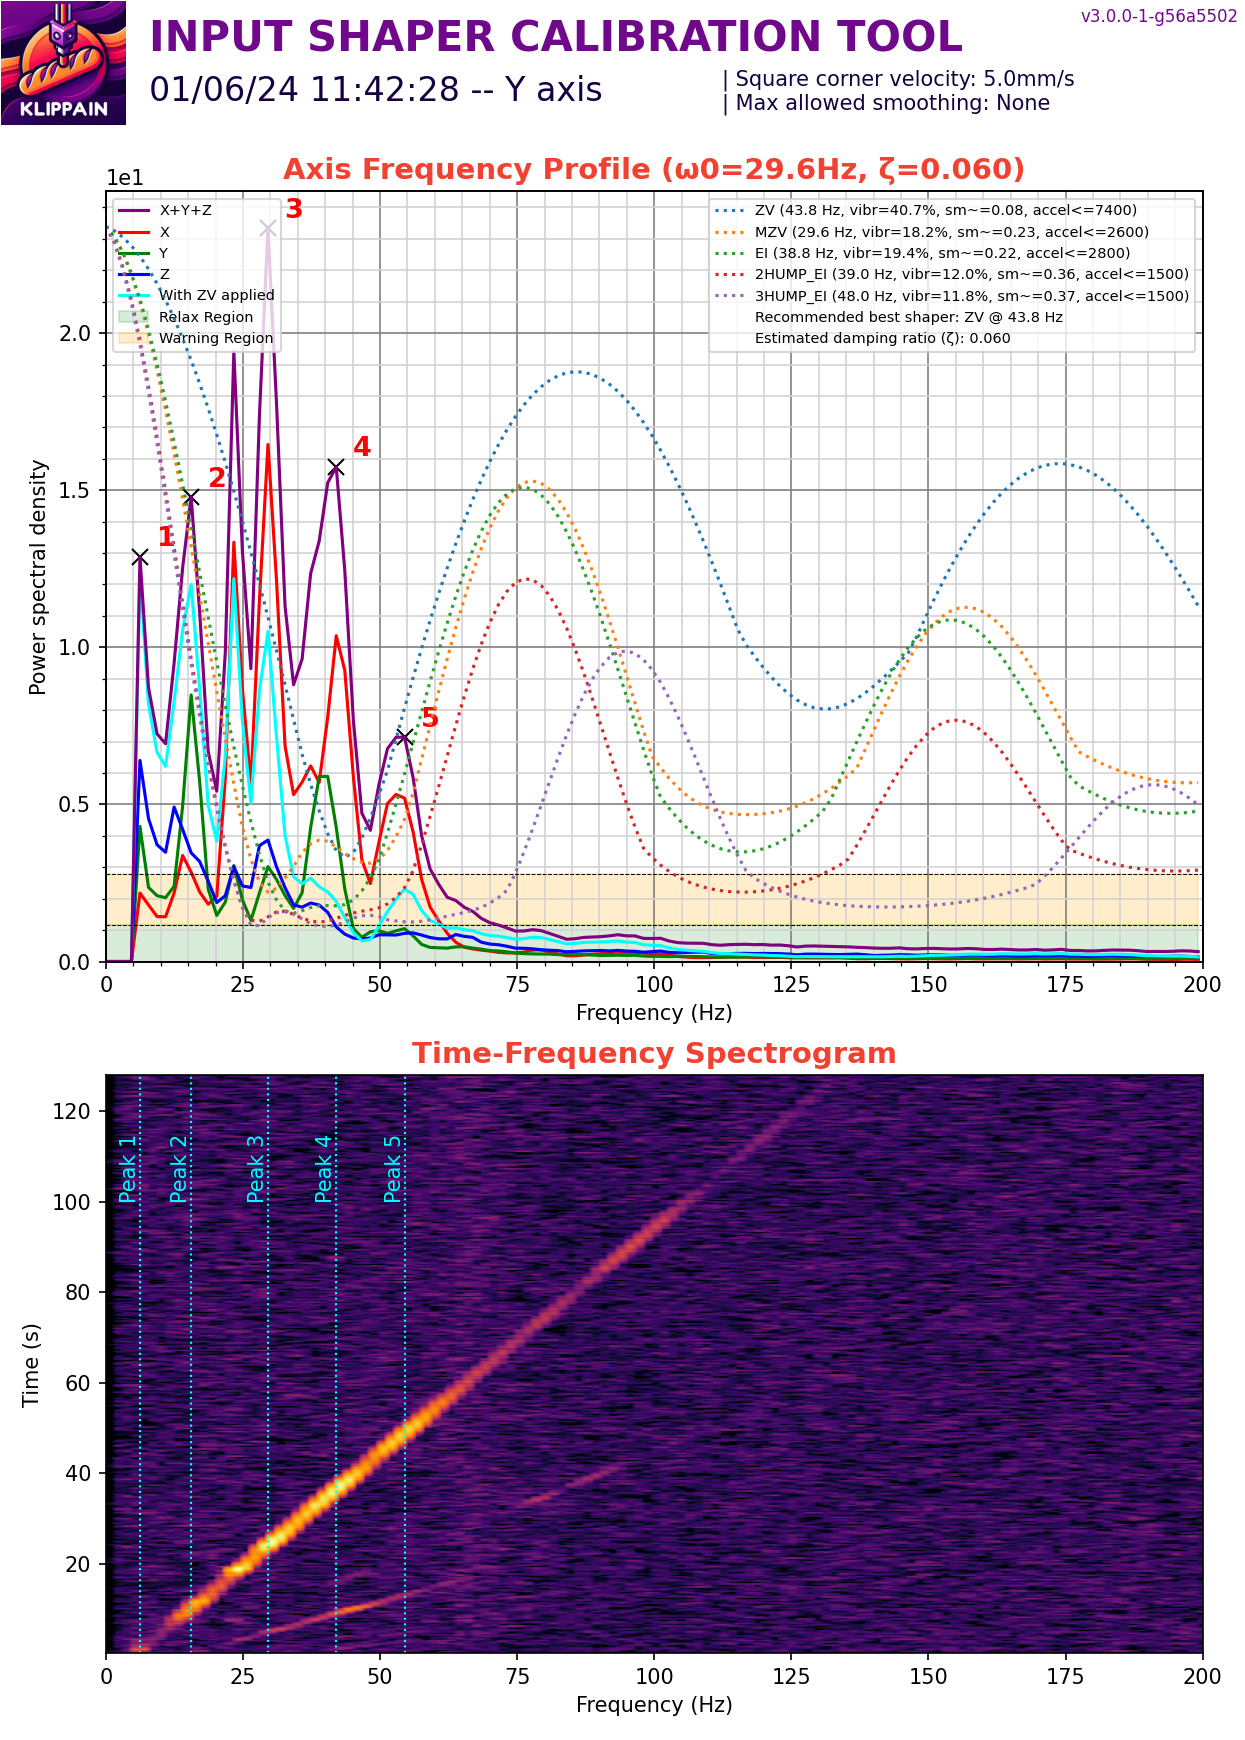 v3.0.0-1-g56a5502
INPUT SHAPER CALIBRATION TOOL
01/06/24 11:42:28 -- Y axis
| Square corner velocity: 5.0mm/s
| Max allowed smoothing: None
KLIPPAIN
Axis Frequency Profile (ω0=29.6Hz, ζ=0.060)
1e1
X+Y+Z
X
Y
Z
With ZV applied
Relax Region
Warning Region
ZV (43.8 Hz, vibr=40.7%, sm~=0.08, accel<=7400)
MZV (29.6 Hz, vibr=18.2%, sm~=0.23, accel<=2600)
EI (38.8 Hz, vibr=19.4%, sm~=0.22, accel<=2800)
2HUMP_EI (39.0 Hz, vibr=12.0%, sm~=0.36, accel<=1500)
3HUMP_EI (48.0 Hz, vibr=11.8%, sm~=0.37, accel<=1500)
Recommended best shaper: ZV @ 43.8 Hz
Estimated damping ratio (ζ): 0.060
1
2
3
4
5
Power spectral density
2.0
1.5
1.0
0.5
0.0
0 25 50 75 100 125 150 175 200
Frequency (Hz)
Time-Frequency Spectrogram
Peak 1
Peak 2
Peak 3
Peak 4
Peak 5
Time (s)
120
100
80
60
40
20
0 25 50 75 100 125 150 175 200
Frequency (Hz)